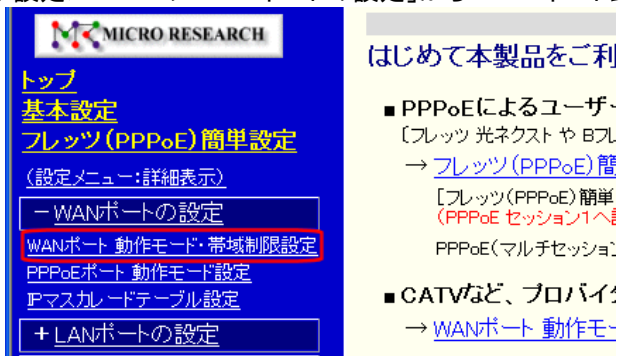 MICRO RESEARCH
トップ
基本設定
フレッツ(PPPoE)簡単設定
(設定メニュー:詳細表示)
－WANポートの設定
WANポート 動作モード・帯域制限設定
PPPoEポート 動作モード設定
IPマスカレードテーブル設定
＋LANポートの設定
はじめて本製品をご利
■PPPoEによるユーザー
〔フレッツ 光ネクスト や Bフレ
→ フレッツ(PPPoE)簡
[フレッツ(PPPoE)簡単
(PPPoE セッション1へ
PPPoE(マルチセッション
■CATVなど、プロバイダ
→ WANポート 動作モー